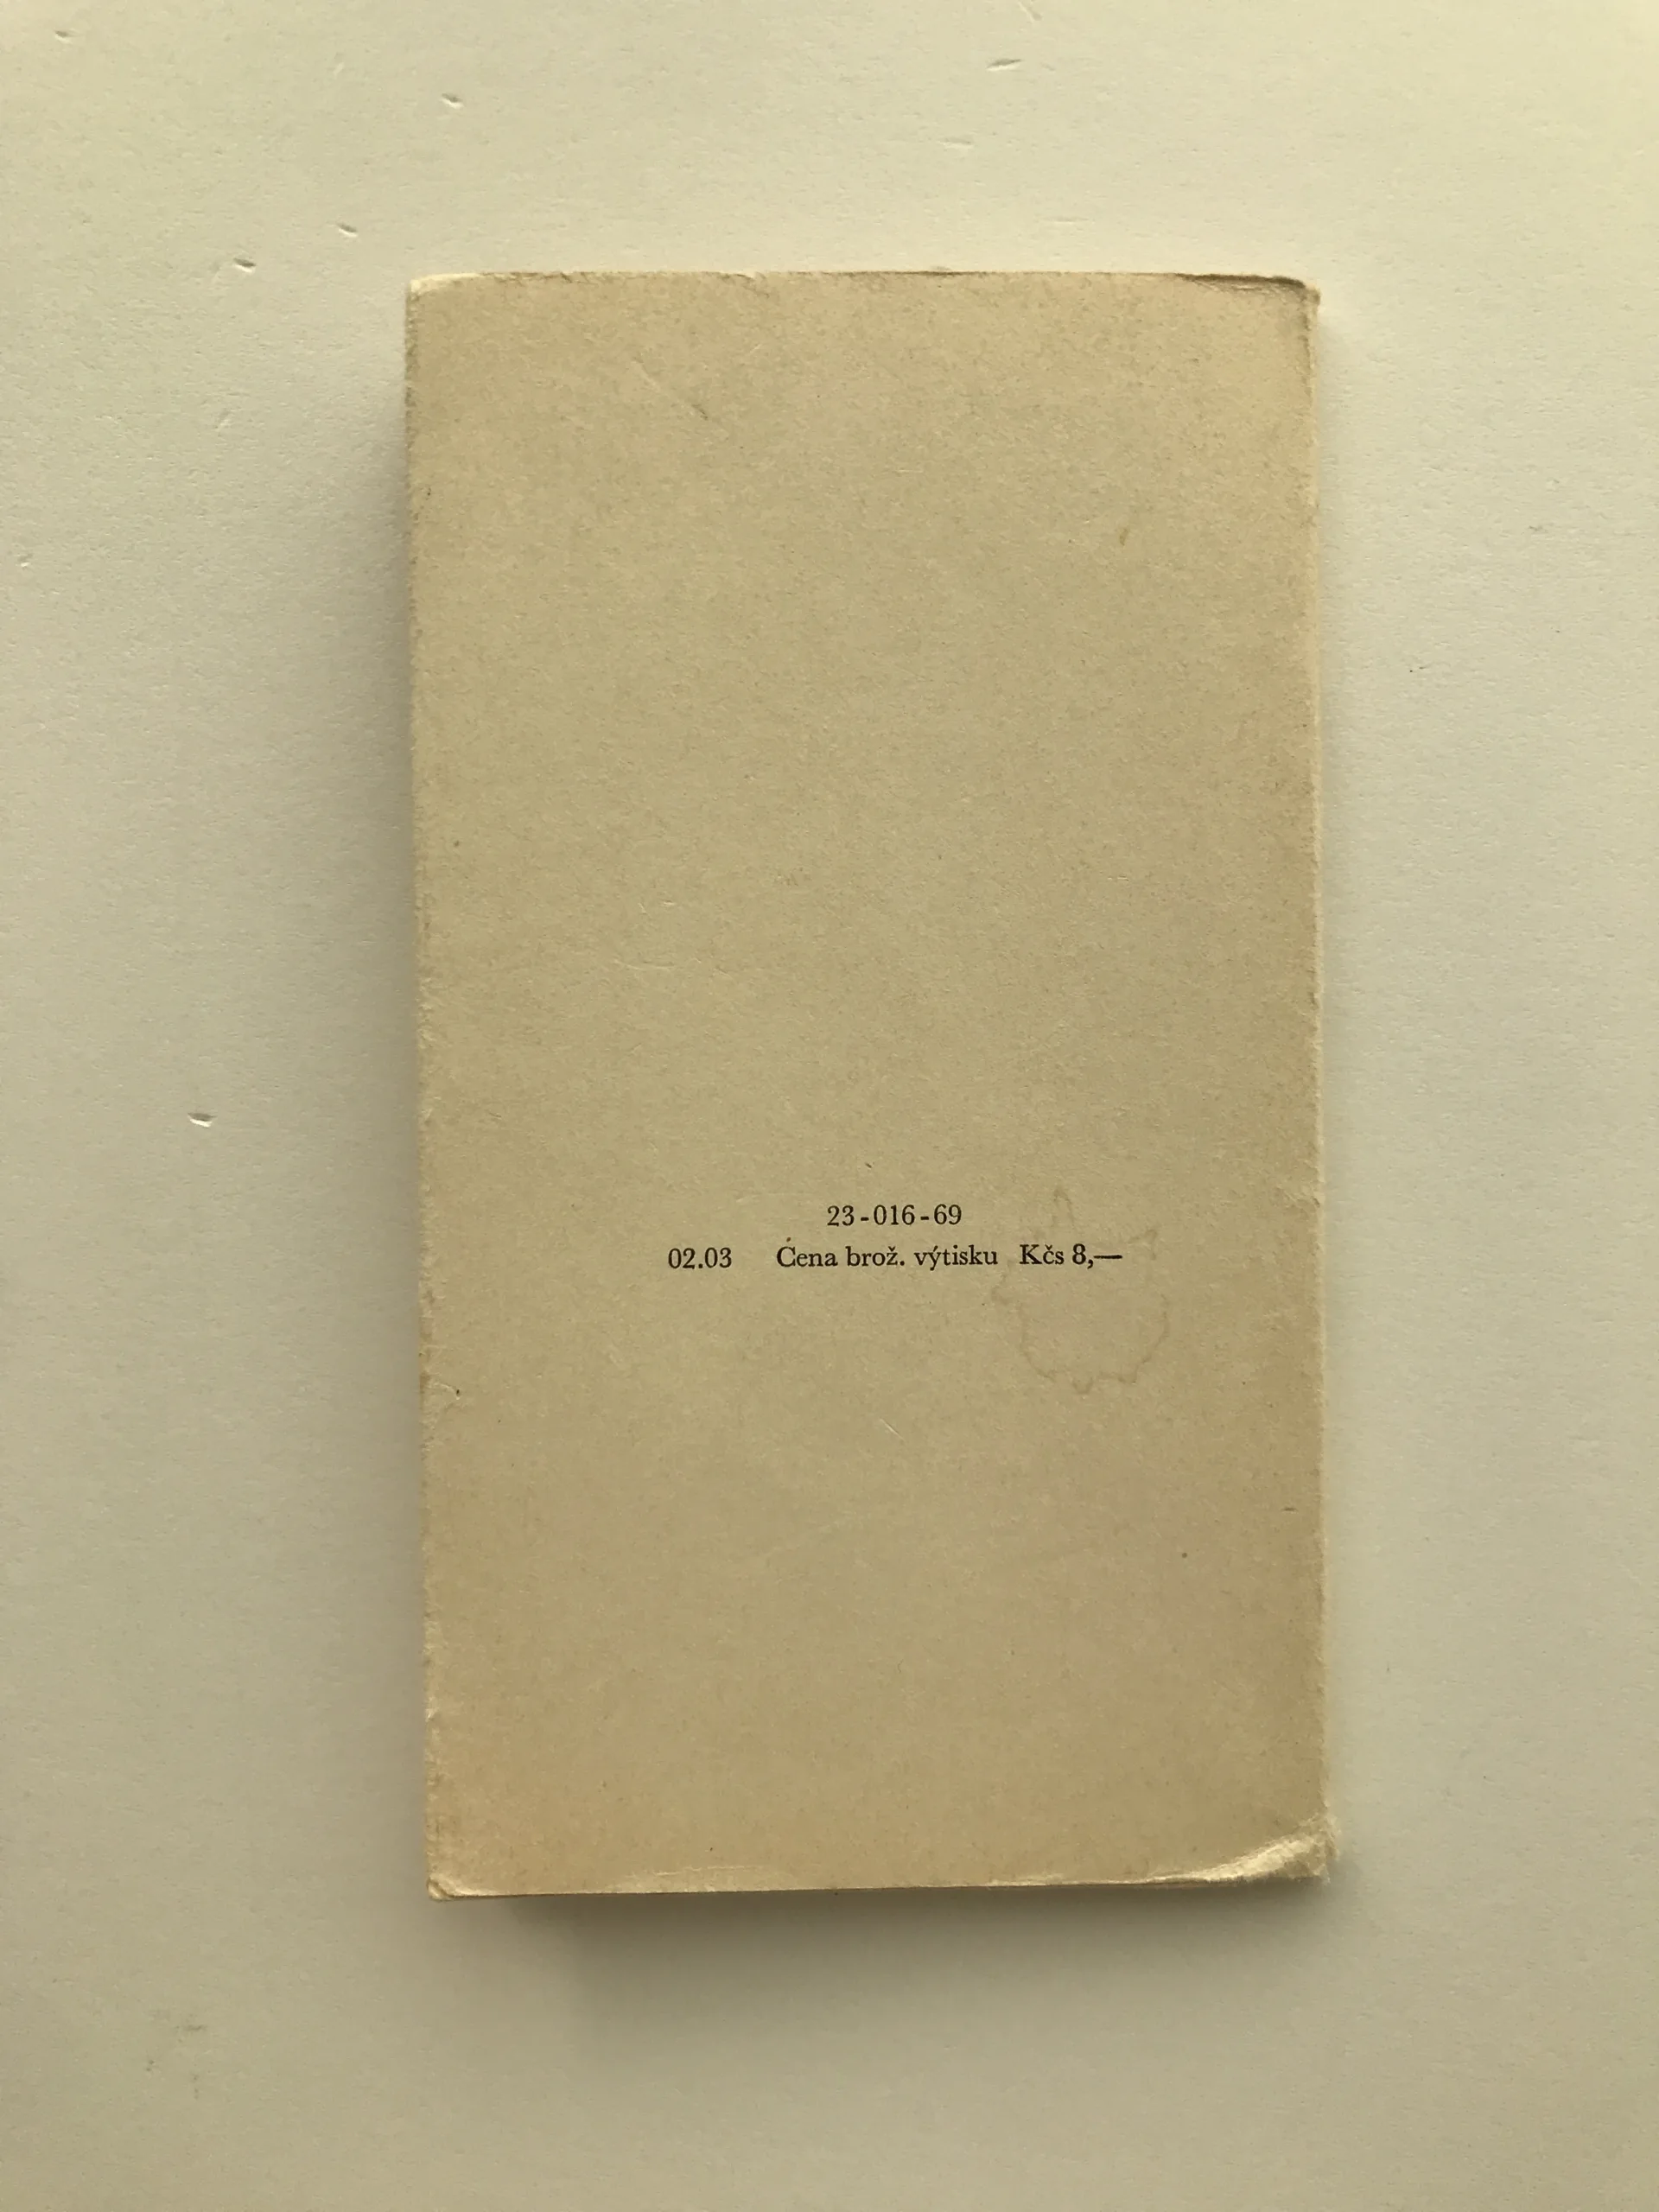 23-016-69
02.03 Cena brož. výtisku Kčs 8,—